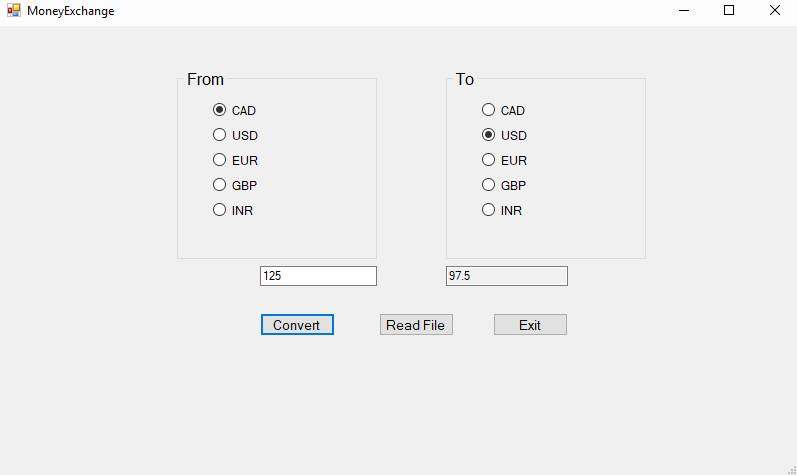 MoneyExchange
From
To
CAD
CAD
USD
USD
EUR
EUR
GBP
GBP
INR
INR
125
97.5
Convert
Read File
Exit